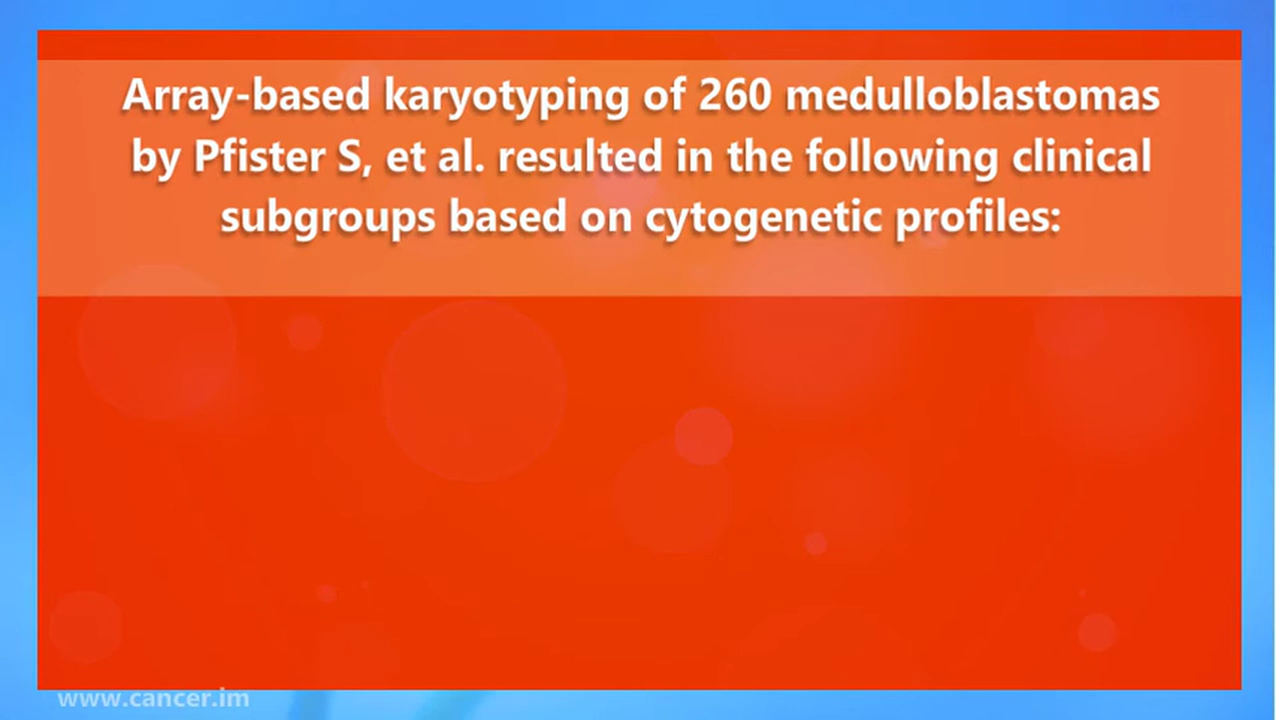 Array-based karyotyping of 260 medulloblastomas
by Pfister S, et al. resulted in the following clinical
subgroups based on cytogenetic profiles:
www.cancer.im